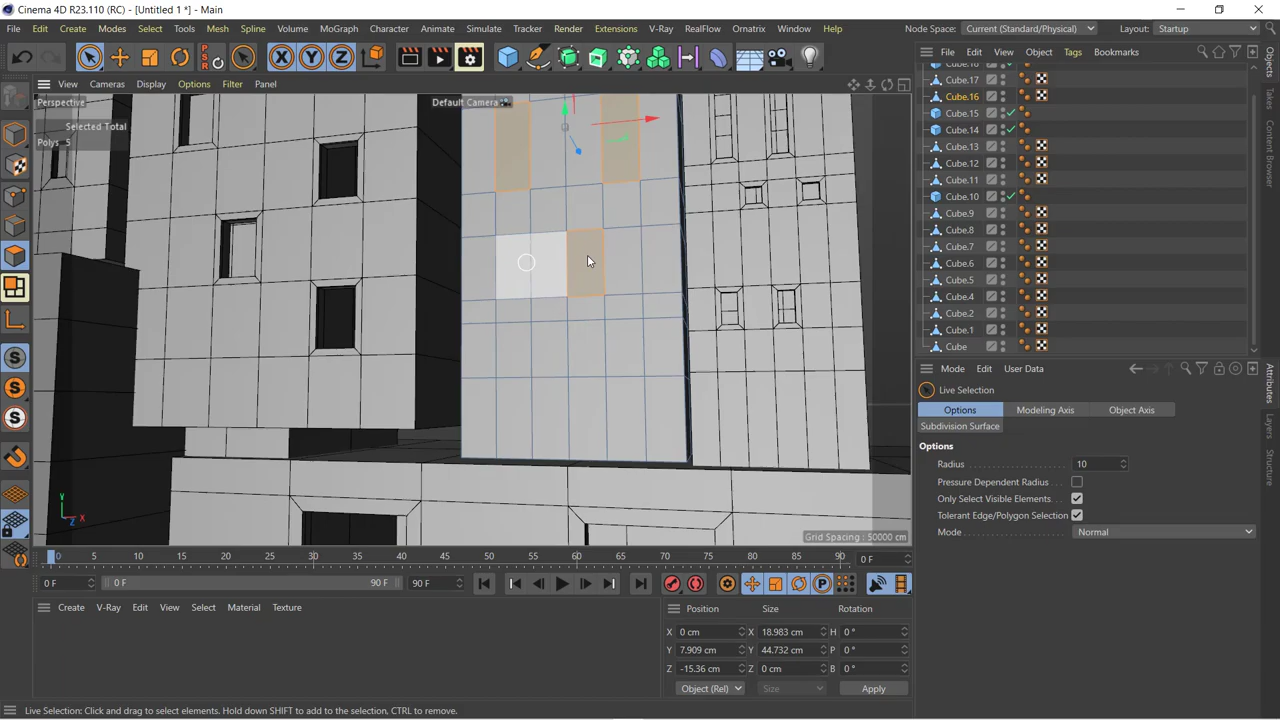 Cinema 4D R23.110 (RC) - [Untitled 1 *] - Main
File Edit Create Modes Select Tools Mesh Spline Volume MoGraph Character Animate Simulate Tracker Render Extensions V-Ray RealFlow Ornatrix Window Help
Node Space: Current (Standard/Physical) Layout: Startup
PSR X Y Z
File Edit View Object Tags Bookmarks
View Cameras Display Options Filter Panel
Perspective
Default Camera
Selected Total
Polys 5
Cube.18
Cube.17
Cube.16
Cube.15
Cube.14
Cube.13
Cube.12
Cube.11
Cube.10
Cube.9
Cube.8
Cube.7
Cube.6
Cube.5
Cube.4
Cube.2
Cube.1
Cube
Objects
Takes
Content Browser
Attributes
Layers
Structure
Mode Edit User Data
Live Selection
Options Modeling Axis Object Axis
Subdivision Surface
Options
Radius 10
Pressure Dependent Radius
Only Select Visible Elements
Tolerant Edge/Polygon Selection
Mode Normal
S
S
S
Y
Z X
Grid Spacing : 50000 cm
0 5 10 15 20 25 30 35 40 45 50 55 60 65 70 75 80 85 90 0 F
0 F 0 F 90 F 90 F
P
Create V-Ray Edit View Select Material Texture
Position Size Rotation
X 0 cm X 18.983 cm H 0 °
Y 7.909 cm Y 44.732 cm P 0 °
Z -15.36 cm Z 0 cm B 0 °
Object (Rel) Size Apply
Live Selection: Click and drag to select elements. Hold down SHIFT to add to the selection, CTRL to remove.